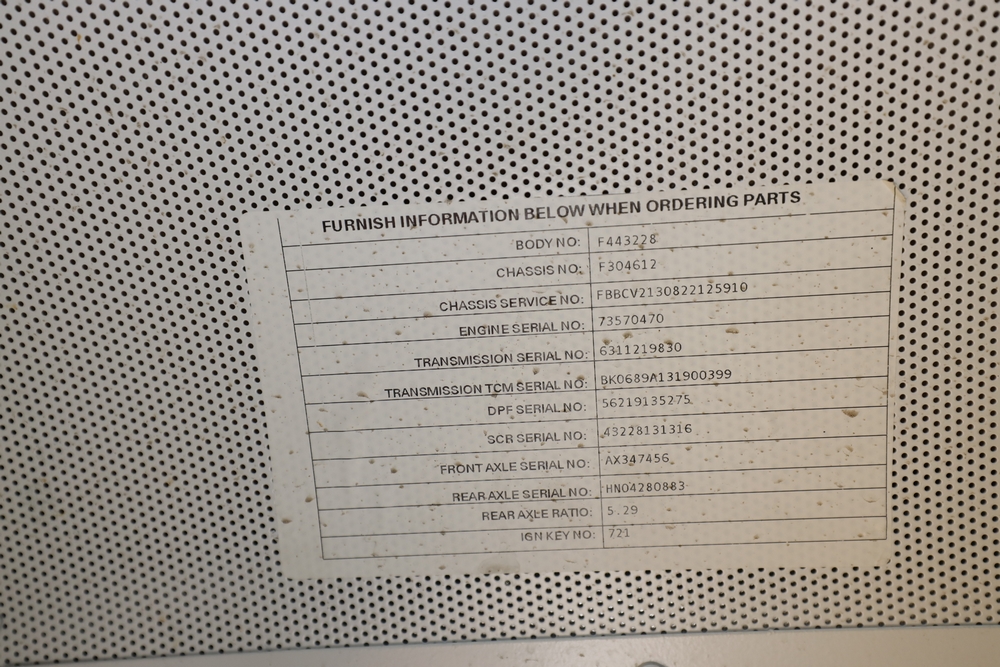 FURNISH INFORMATION BELOW WHEN ORDERING PARTS
BODY NO: F443228
CHASSIS NO: F304612
CHASSIS SERVICE NO: FBBCV2130822125910
ENGINE SERIAL NO: 73570470
TRANSMISSION SERIAL NO: 6311219830
TRANSMISSION TCM SERIAL NO: BK0689A131900399
DPF SERIAL NO: 56219135275
SCR SERIAL NO: 43228131316
FRONT AXLE SERIAL NO: AX347456
REAR AXLE SERIAL NO: HNO4280883
REAR AXLE RATIO: 5.29
IGN KEY NO: 721